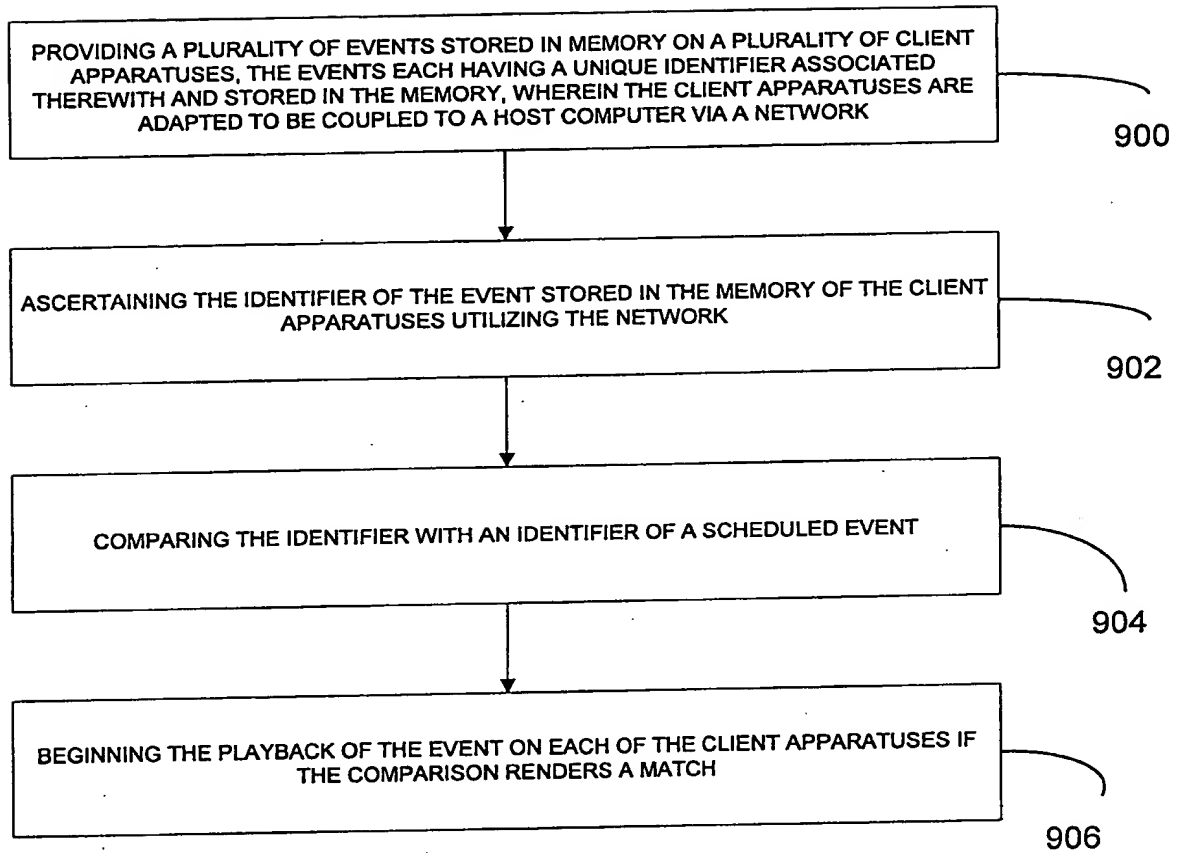 PROVIDING A PLURALITY OF EVENTS STORED IN MEMORY ON A PLURALITY OF CLIENT
APPARATUSES, THE EVENTS EACH HAVING A UNIQUE IDENTIFIER ASSOCIATED
THEREWITH AND STORED IN THE MEMORY, WHEREIN THE CLIENT APPARATUSES ARE
ADAPTED TO BE COUPLED TO A HOST COMPUTER VIA A NETWORK
900
ASCERTAINING THE IDENTIFIER OF THE EVENT STORED IN THE MEMORY OF THE CLIENT
APPARATUSES UTILIZING THE NETWORK
902
COMPARING THE IDENTIFIER WITH AN IDENTIFIER OF A SCHEDULED EVENT
904
BEGINNING THE PLAYBACK OF THE EVENT ON EACH OF THE CLIENT APPARATUSES IF
THE COMPARISON RENDERS A MATCH
906